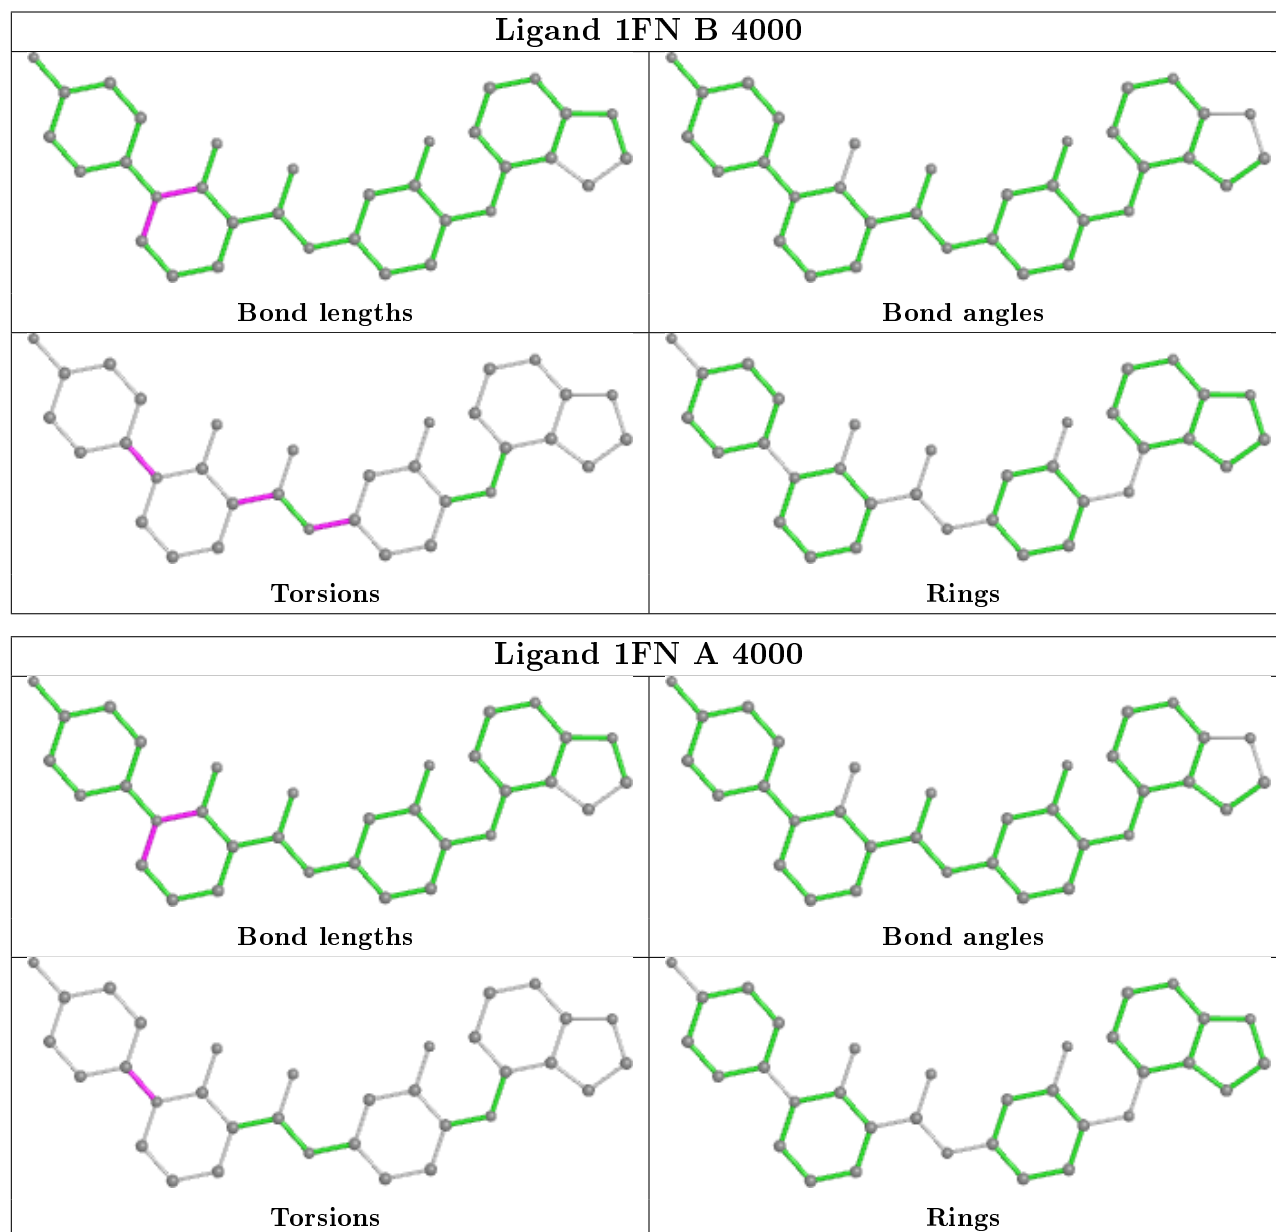 Ligand 1FN B 4000
Bond lengths
Bond angles
Torsions
Rings
Ligand 1FN A 4000
Bond lengths
Bond angles
Torsions
Rings